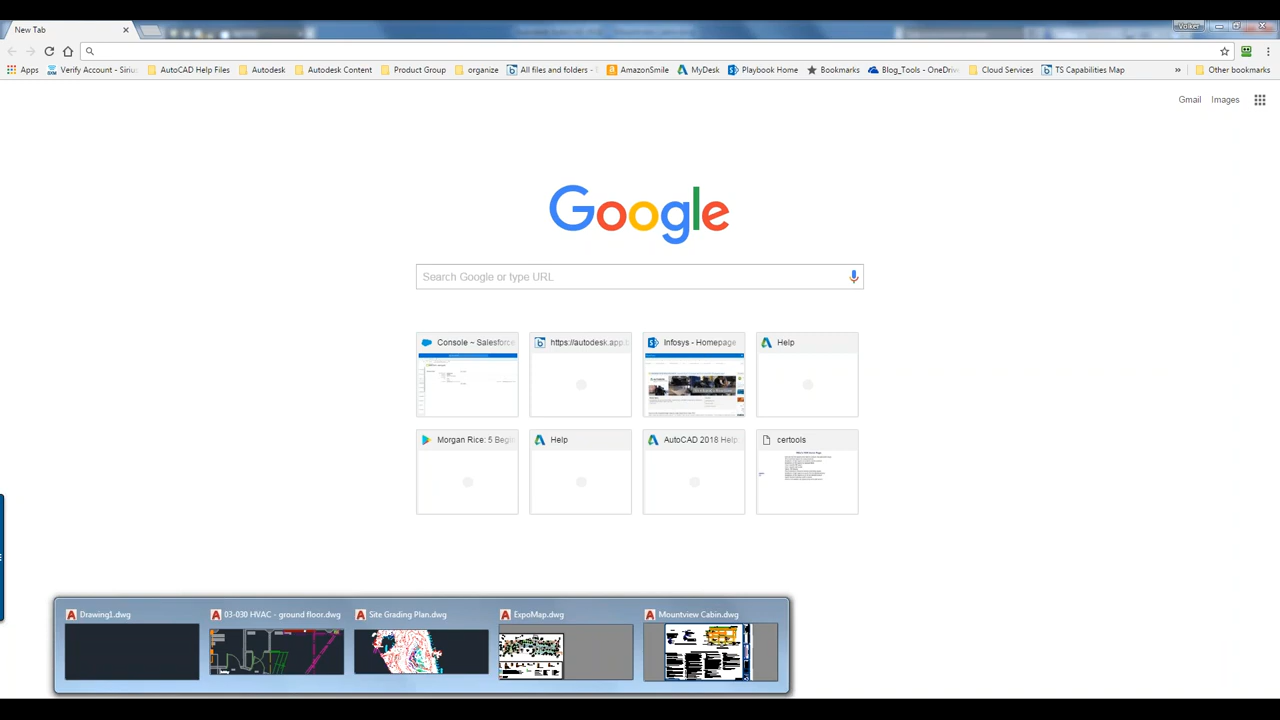 New Tab
Volker
Apps
Verify Account - Sirius
AutoCAD Help Files
Autodesk
Autodesk Content
Product Group
organize
All files and folders -
AmazonSmile
MyDesk
Playbook Home
Bookmarks
Blog_Tools - OneDrive
Cloud Services
TS Capabilities Map
»
Other bookmarks
Gmail
Images
Google
Search Google or type URL
Console ~ Salesforce
https://autodesk.app.b
Infosys - Homepage
Help
Morgan Rice: 5 Begi
Help
AutoCAD 2018 Help
certools
Drawing1.dwg
03-030 HVAC - ground floor.dwg
Site Grading Plan.dwg
ExpoMap.dwg
Mountview Cabin.dwg